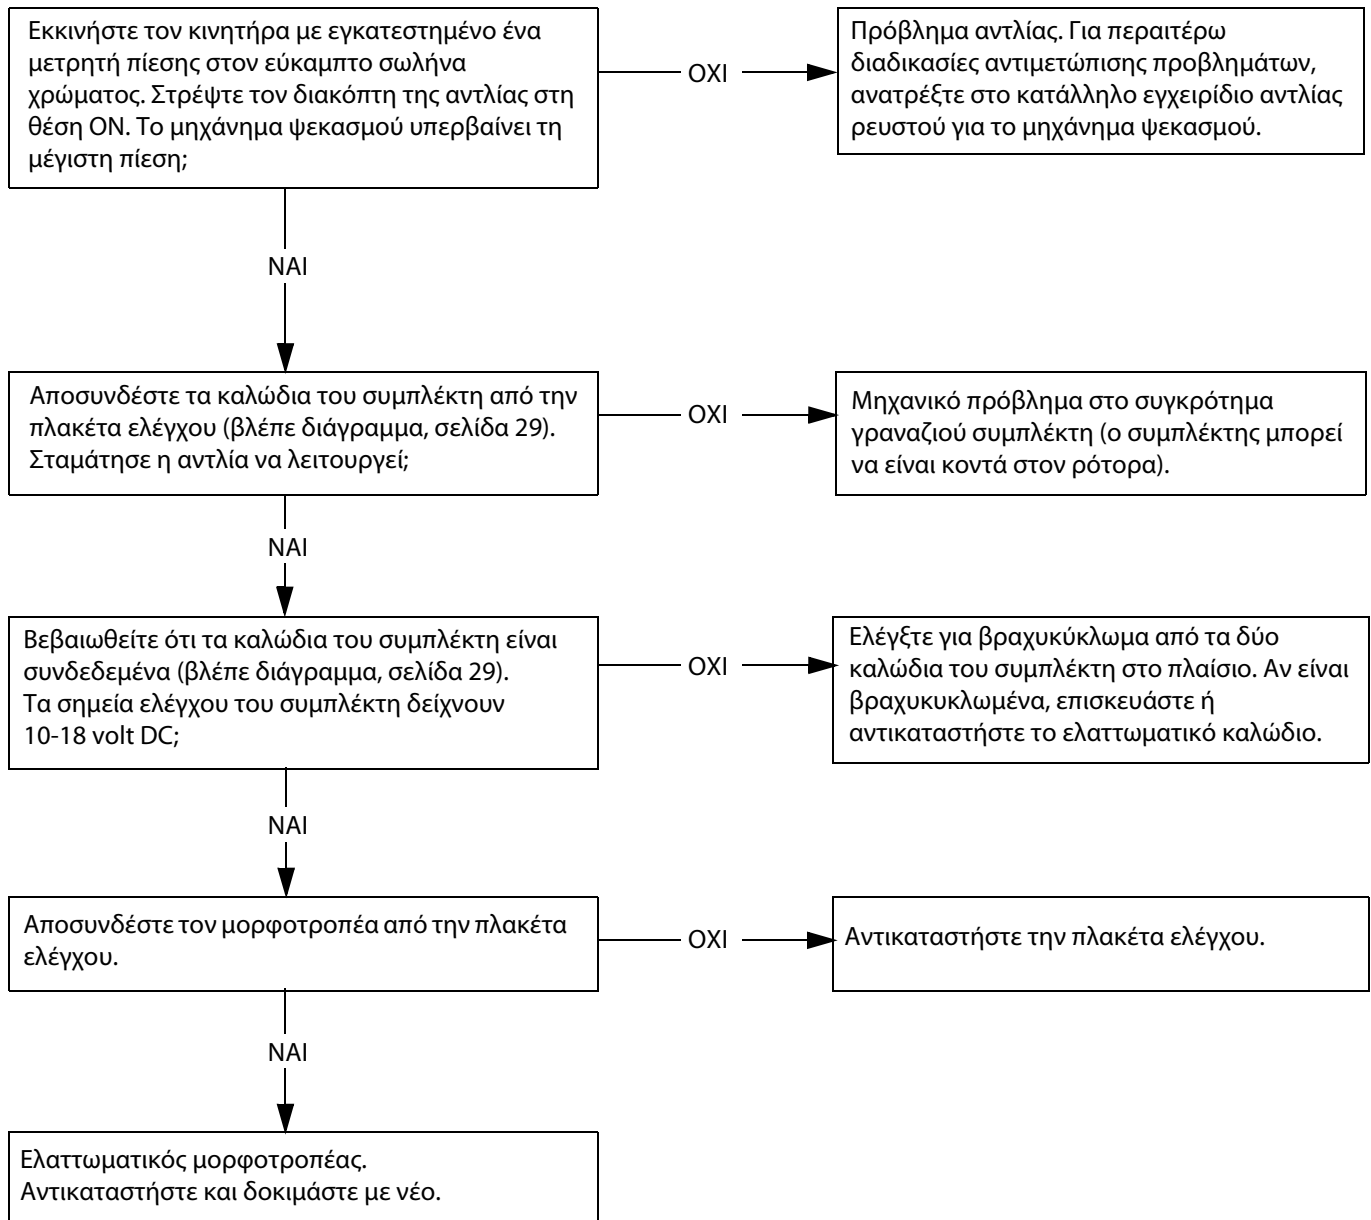 Εκκινήστε τον κινητήρα με εγκατεστημένο ένα
μετρητή πίεσης στον εύκαμπτο σωλήνα
χρώματος. Στρέψτε τον διακόπτη της αντλίας στη
θέση ON. Το μηχάνημα ψεκασμού υπερβαίνει τη
μέγιστη πίεση;
ΟΧΙ
Πρόβλημα αντλίας. Για περαιτέρω
διαδικασίες αντιμετώπισης προβλημάτων,
ανατρέξτε στο κατάλληλο εγχειρίδιο αντλίας
ρευστού για το μηχάνημα ψεκασμού.
ΝΑΙ
Αποσυνδέστε τα καλώδια του συμπλέκτη από την
πλακέτα ελέγχου (βλέπε διάγραμμα, σελίδα 29).
Σταμάτησε η αντλία να λειτουργεί;
ΟΧΙ
Μηχανικό πρόβλημα στο συγκρότημα
γραναζιού συμπλέκτη (ο συμπλέκτης μπορεί
να είναι κοντά στον ρότορα).
ΝΑΙ
Βεβαιωθείτε ότι τα καλώδια του συμπλέκτη είναι
συνδεδεμένα (βλέπε διάγραμμα, σελίδα 29).
Τα σημεία ελέγχου του συμπλέκτη δείχνουν
10-18 volt DC;
ΟΧΙ
Ελέγξτε για βραχυκύκλωμα από τα δύο
καλώδια του συμπλέκτη στο πλαίσιο. Αν είναι
βραχυκυκλωμένα, επισκευάστε ή
αντικαταστήστε το ελαττωματικό καλώδιο.
ΝΑΙ
Αποσυνδέστε τον μορφοτροπέα από την πλακέτα
ελέγχου.
ΟΧΙ
Αντικαταστήστε την πλακέτα ελέγχου.
ΝΑΙ
Ελαττωματικός μορφοτροπέας.
Αντικαταστήστε και δοκιμάστε με νέο.